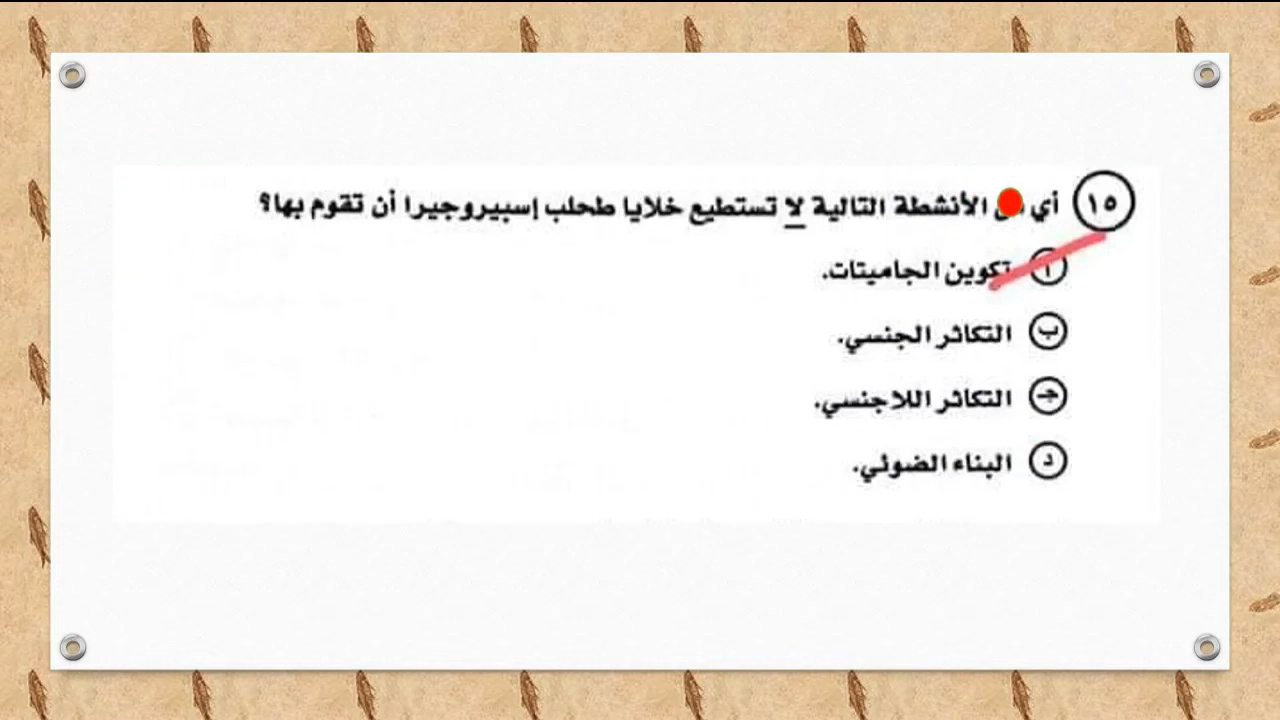 ١٥ أي من الأنشطة التالية لا تستطيع خلايا طحلب إسبيروجيرا أن تقوم بها؟
أ تكوين الجاميتات.
ب التكاثر الجنسي.
جـ التكاثر اللاجنسي.
د البناء الضوئي.